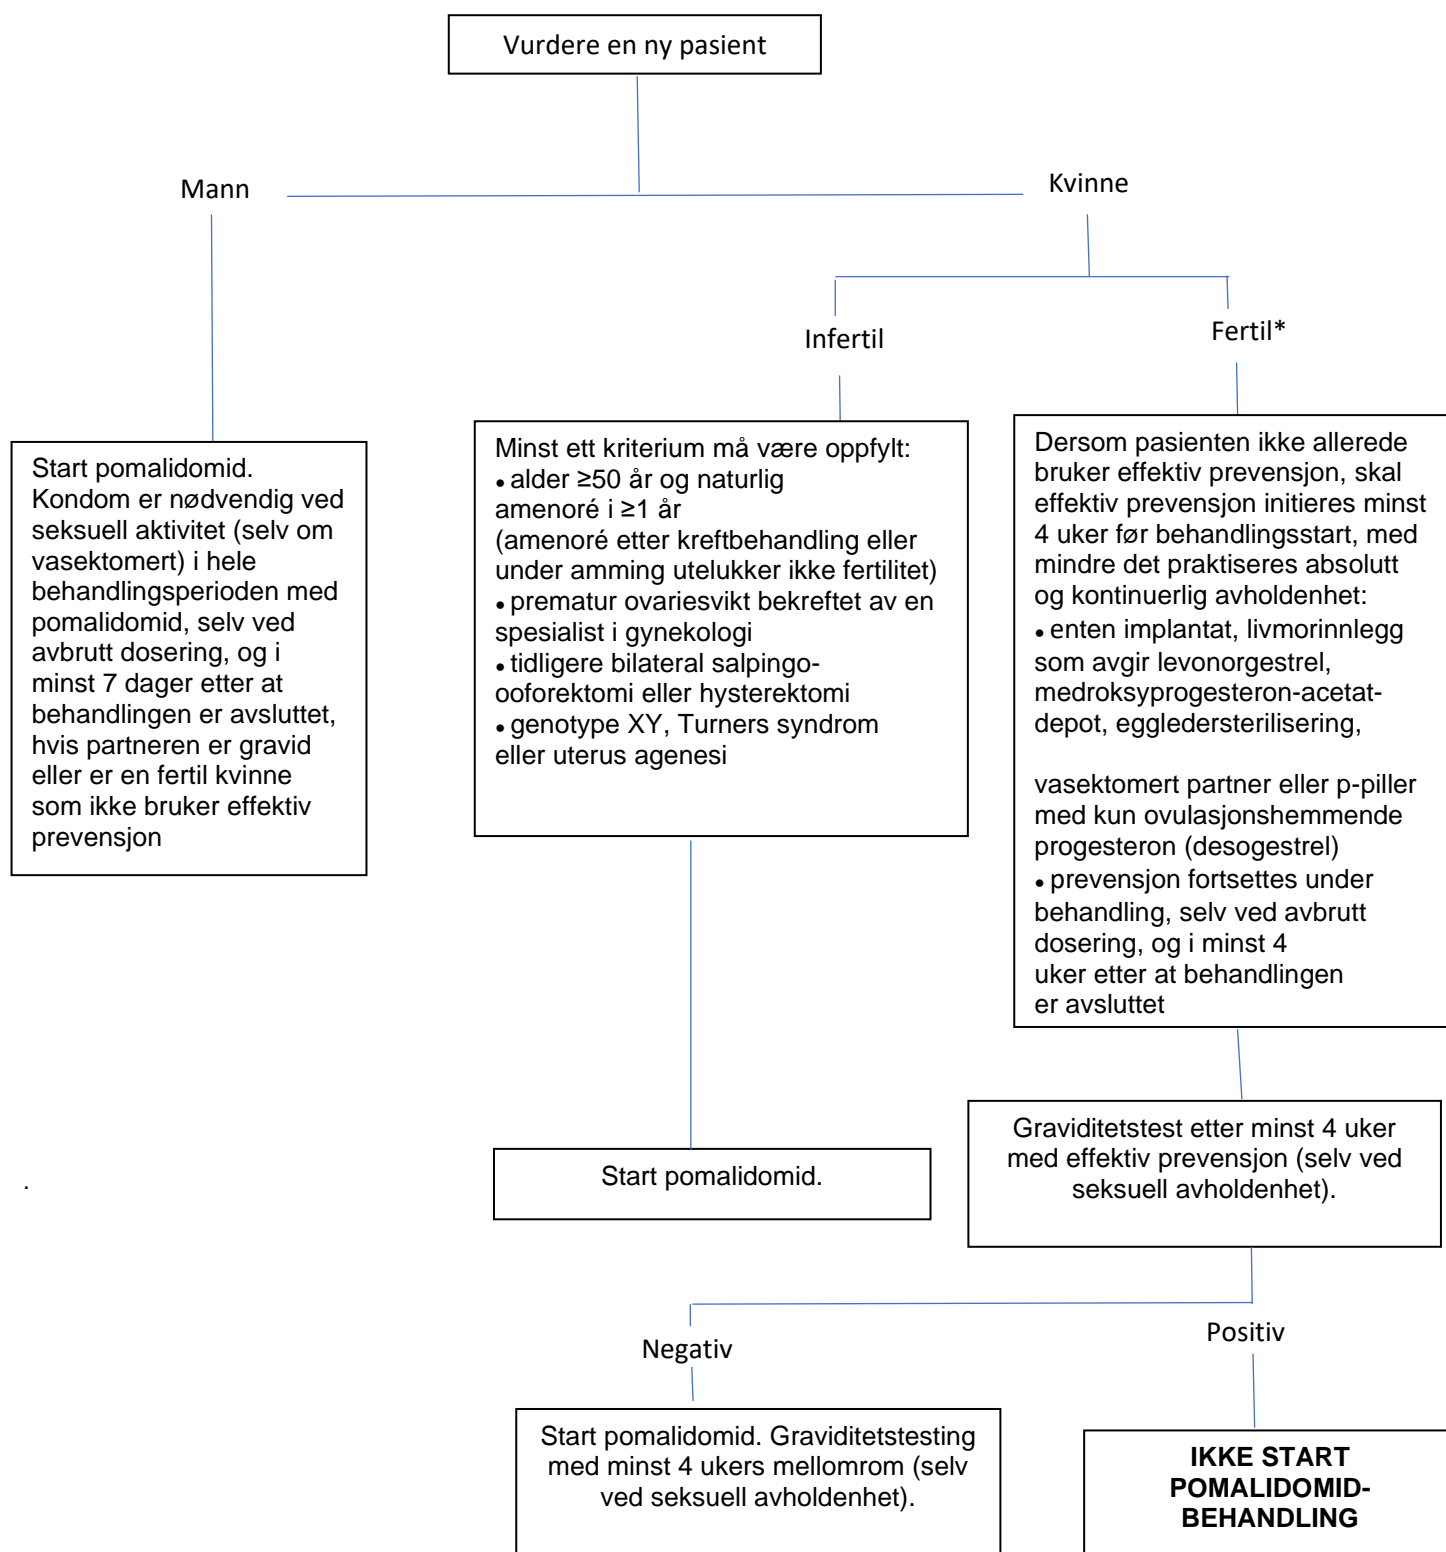 Vurdere en ny pasient
Mann
Kvinne
Infertil
Fertil*
Start pomalidomid.
Kondom er nødvendig ved
seksuell aktivitet (selv om
vasektomert) i hele
behandlingsperioden med
pomalidomid, selv ved
avbrutt dosering, og i
minst 7 dager etter at
behandlingen er avsluttet,
hvis partneren er gravid
eller er en fertil kvinne
som ikke bruker effektiv
prevensjon
Minst ett kriterium må være oppfylt:
• alder ≥50 år og naturlig
amenoré i ≥1 år
(amenoré etter kreftbehandling eller
under amming utelukker ikke fertilitet)
• prematur ovariesvikt bekreftet av en
spesialist i gynekologi
• tidligere bilateral salpingo-
ooforektomi eller hysterektomi
• genotype XY, Turners syndrom
eller uterus agenesi
Dersom pasienten ikke allerede
bruker effektiv prevensjon, skal
effektiv prevensjon initieres minst
4 uker før behandlingsstart, med
mindre det praktiseres absolutt
og kontinuerlig avholdenhet:
• enten implantat, livmorinnlegg
som avgir levonorgestrel,
medroksyprogesteron-acetat-
depot, eggledersterilisering,
vasektomert partner eller p-piller
med kun ovulasjonshemmende
progesteron (desogestrel)
• prevensjon fortsettes under
behandling, selv ved avbrutt
dosering, og i minst 4
uker etter at behandlingen
er avsluttet
Start pomalidomid.
Graviditetstest etter minst 4 uker
med effektiv prevensjon (selv ved
seksuell avholdenhet).
.
Negativ
Positiv
Start pomalidomid. Graviditetstesting
med minst 4 ukers mellomrom (selv
ved seksuell avholdenhet).
IKKE START
POMALIDOMID-
BEHANDLING